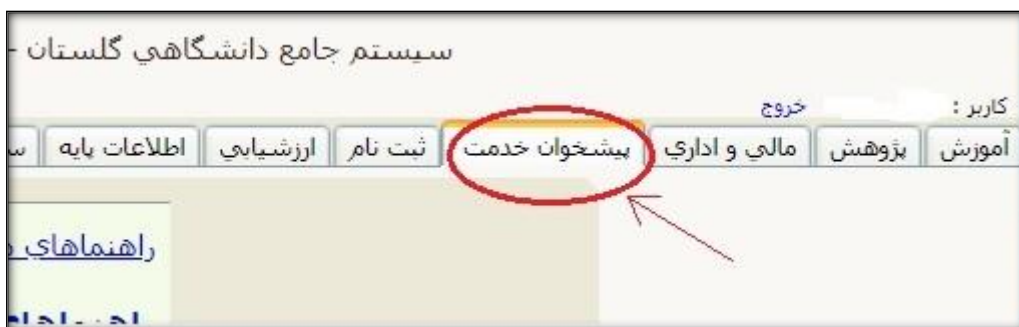 سيستم جامع دانشگاهي گلستان -
کاربر : خروج
آموزش پژوهش مالي و اداري پيشخوان خدمت ثبت نام ارزشيابي اطلاعات پايه
راهنماهاي